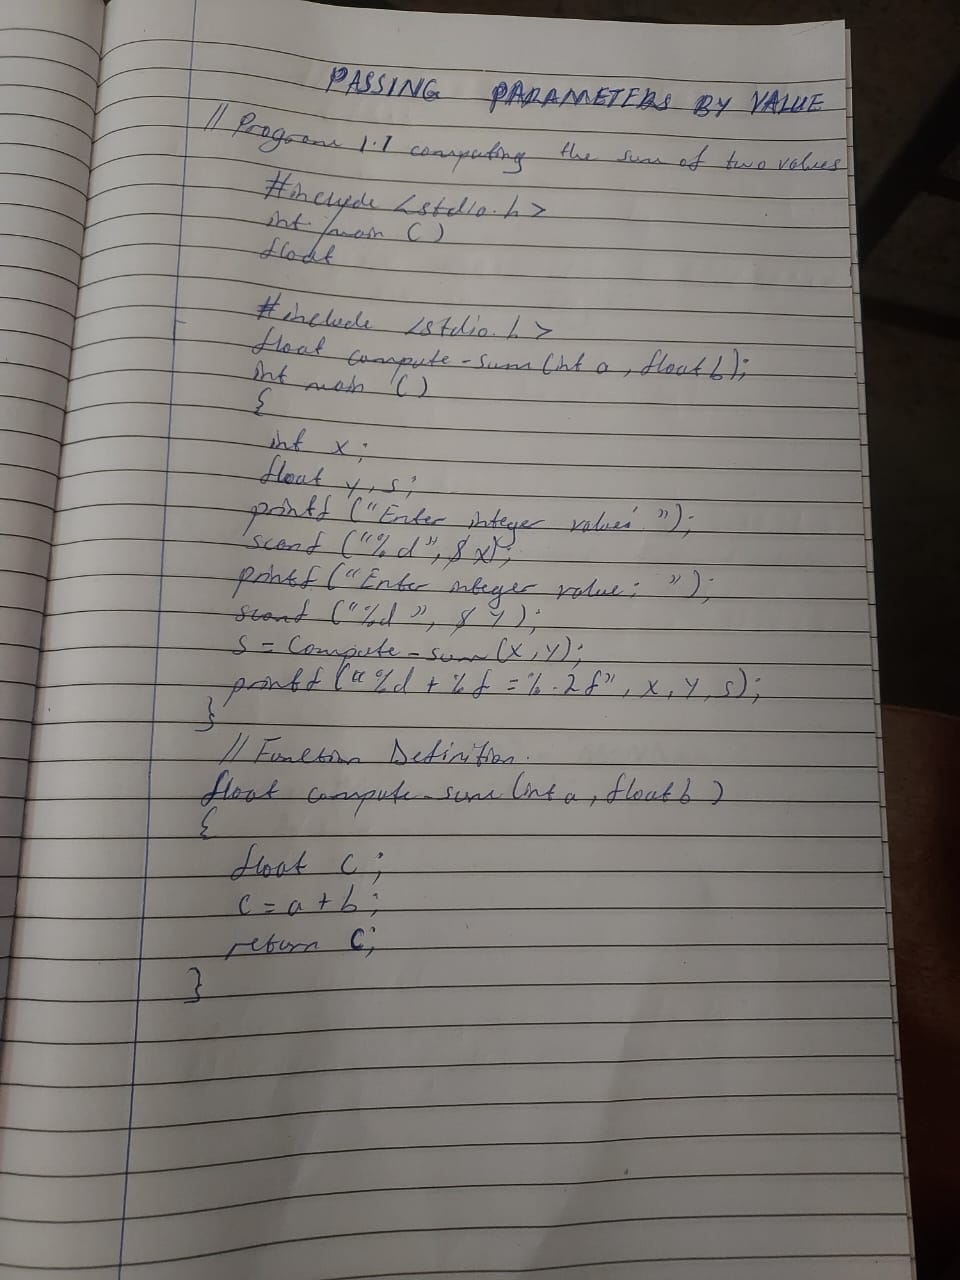 PASSING PARAMETERS BY VALUE
// Program 1.1 computing the sum of two values
#include <stdio.h>
int main ()
float
#include <stdio.h>
float compute-sum (int a, float b);
int main ()
{
int x;
float y, s;
printf ("Enter integer values ");
scanf ("%d", &x);
printf ("Enter integer value: ");
scanf ("%d", &y);
s = Compute-sum (x, y);
printf ("%d + %f = %.2f", x, y, s);
}
// Function Definition.
float compute-sum (int a, float b)
{
float c;
c = a + b;
return c;
}